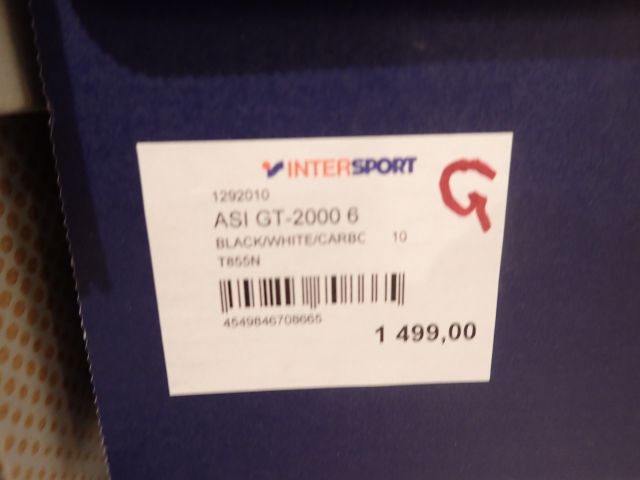 INTERSPORT
G
1292010
ASI GT-2000 6
BLACK/WHITE/CARBC 10
T855N
4549846708665
1 499,00